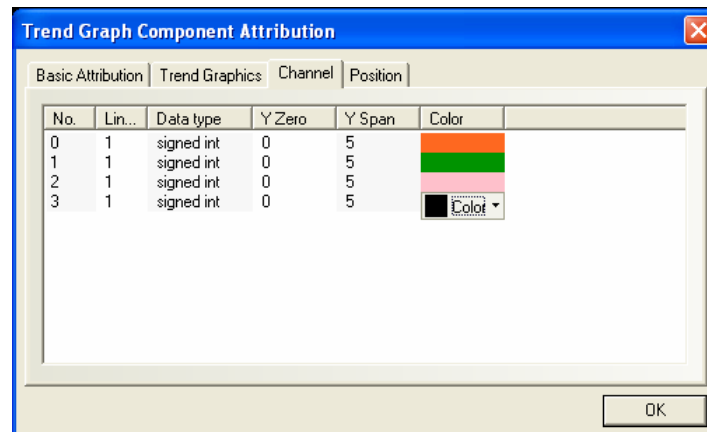 Trend Graph Component Attribution
Basic Attribution Trend Graphics Channel Position
No. Lin... Data type Y Zero Y Span Color
0 1 signed int 0 5
1 1 signed int 0 5
2 1 signed int 0 5
3 1 signed int 0 5 Color
OK